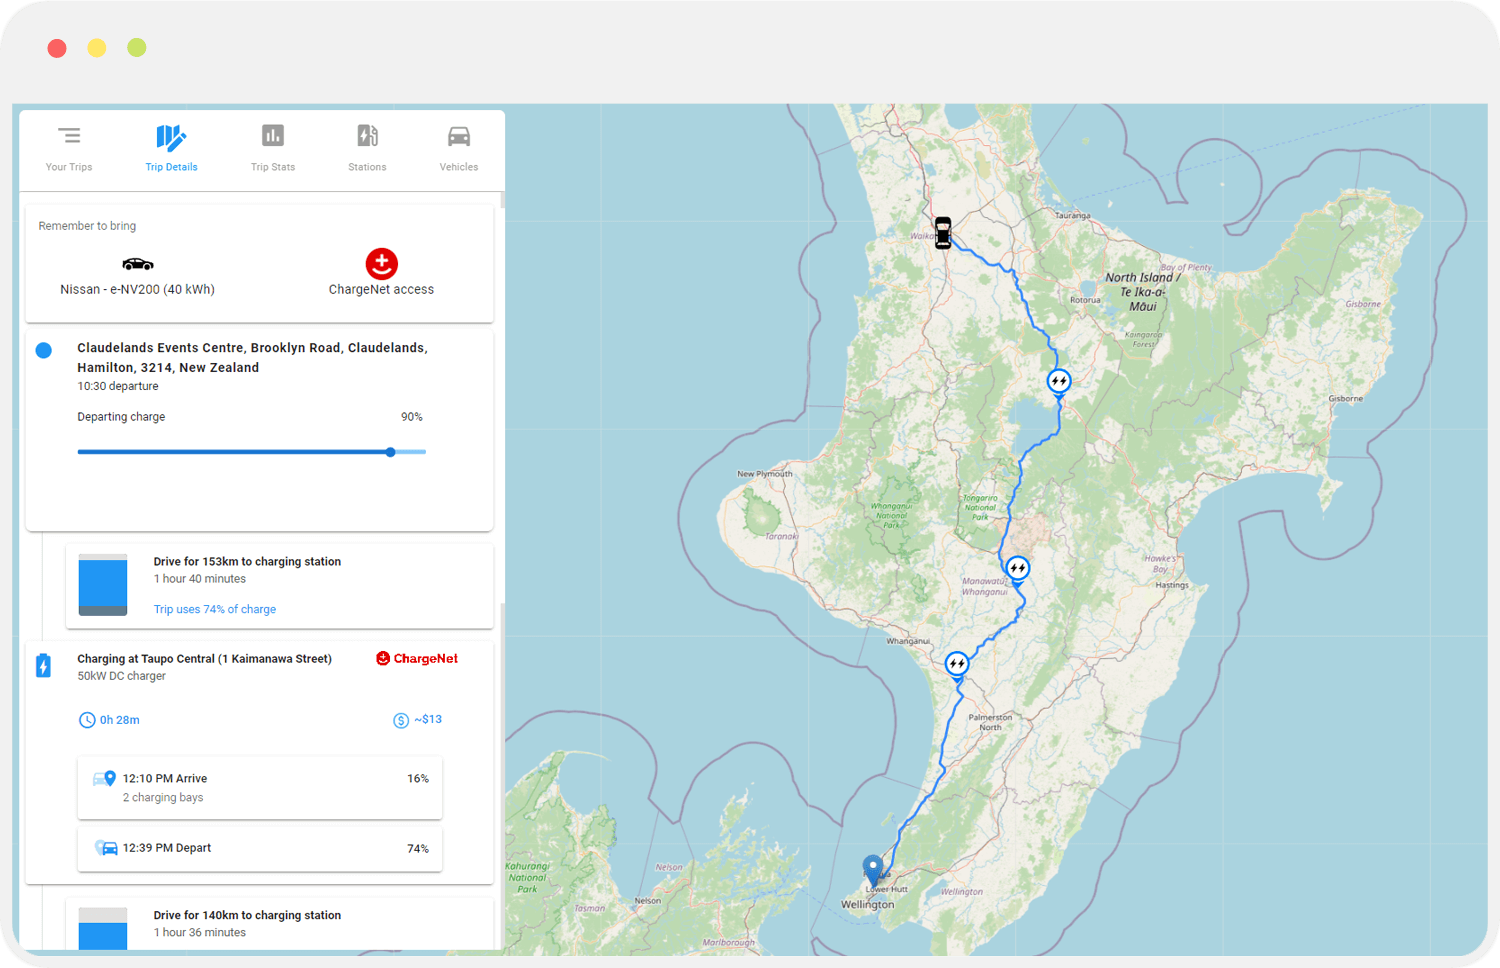 Your Trips
Trip Details
Trip Stats
Stations
Vehicles
Remember to bring
Nissan - e-NV200 (40 kWh)
ChargeNet access
Claudelands Events Centre, Brooklyn Road, Claudelands,
Hamilton, 3214, New Zealand
10:30 departure
Departing charge
90%
Drive for 153km to charging station
1 hour 40 minutes
Trip uses 74% of charge
Charging at Taupo Central (1 Kaimanawa Street)
ChargeNet
50kW DC charger
0h 28m
~$13
12:10 PM Arrive
16%
2 charging bays
12:39 PM Depart
74%
Drive for 140km to charging station
1 hour 36 minutes
Tauranga
Bay of Plenty
North Island /
Te Ika-a-
Māui
Rotorua
Gisborne
Kaingaroa
Forest
Gisborne
New Plymouth
Whanganui
National
Park
Tongariro
National
Park
Taranaki
Hawke's
Bay
Hastings
Manawatū
Whanganui
Whanganui
Palmerston
North
Lower Hutt
Wellington
Wellington
Kahurangi
National
Park
Nelson
Nelson
Tasman
Marlborough